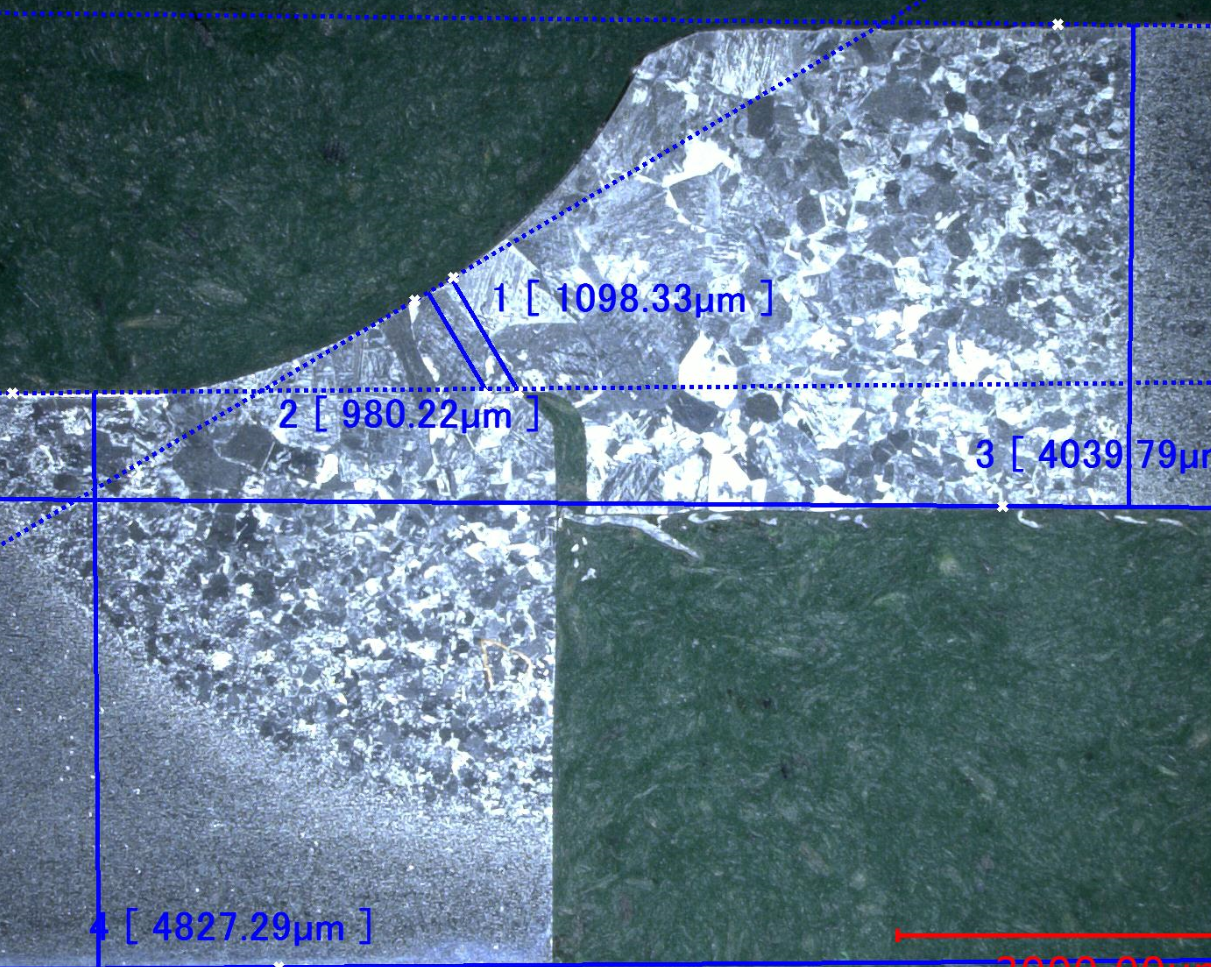 1 [ 1098.33µm ]
2 [ 980.22µm ]
3 [ 4039.79µm
4 [ 4827.29µm ]